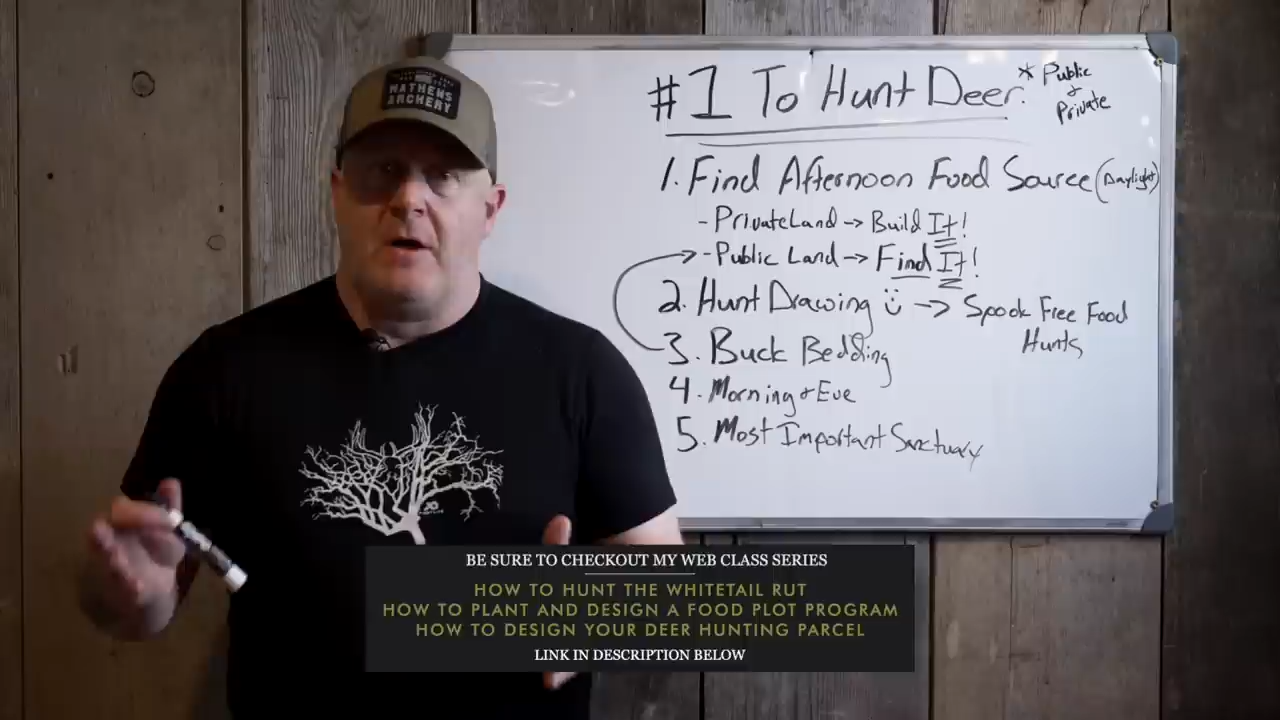 MATHEWS
ARCHERY
#1 To Hunt Deer. * Public
+
Private
1. Find Afternoon Food Source (Daylight)
- Private Land → Build It!
→ - Public Land → Find It!
2. Hunt Drawing → Spook Free Food
Hunts
3. Buck Bedding
4. Morning + Eve
5. Most Important Sanctuary
BE SURE TO CHECKOUT MY WEB CLASS SERIES
HOW TO HUNT THE WHITETAIL RUT
HOW TO PLANT AND DESIGN A FOOD PLOT PROGRAM
HOW TO DESIGN YOUR DEER HUNTING PARCEL
LINK IN DESCRIPTION BELOW